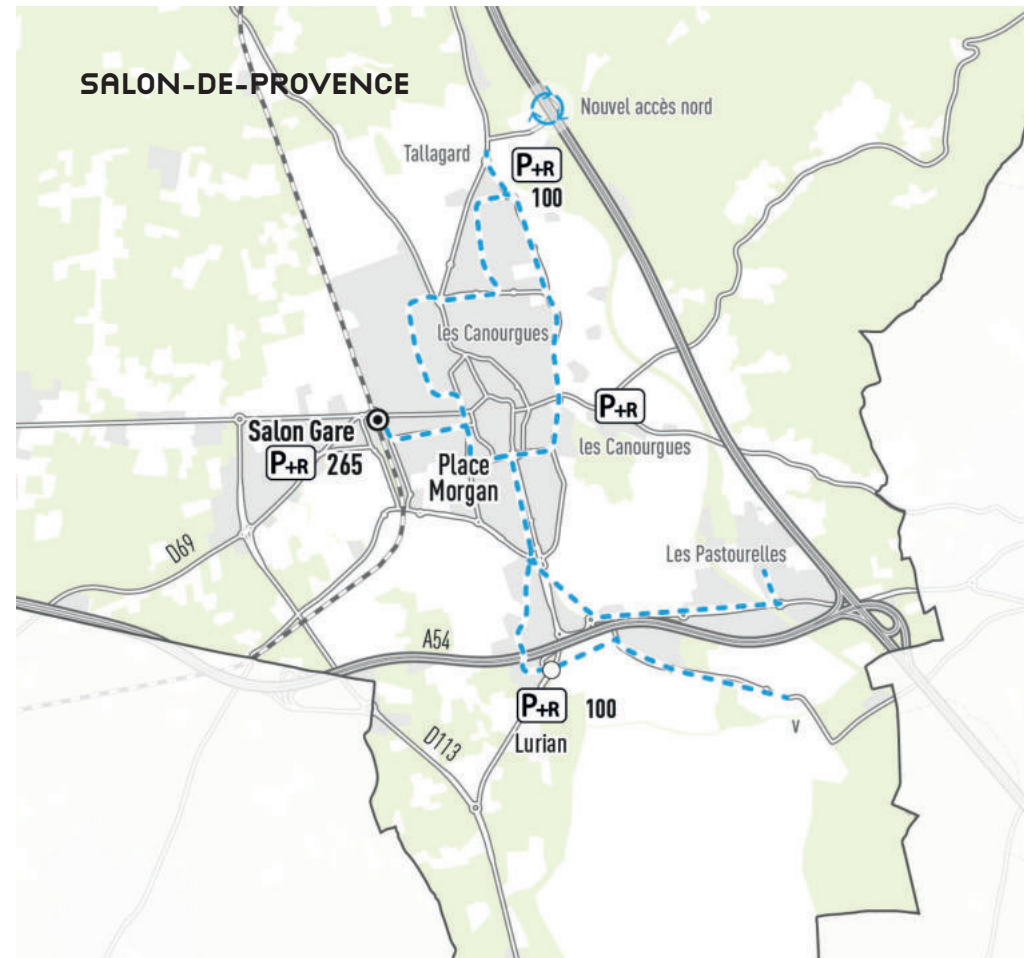 SALON-DE-PROVENCE
Nouvel accès nord
Tallagard
P+R
100
les Canourgues
P+R
Salon Gare
les Canourgues
P+R 265
Place
Morgan
D69
Les Pastourelles
A54
P+R 100
V
Lurian
D113